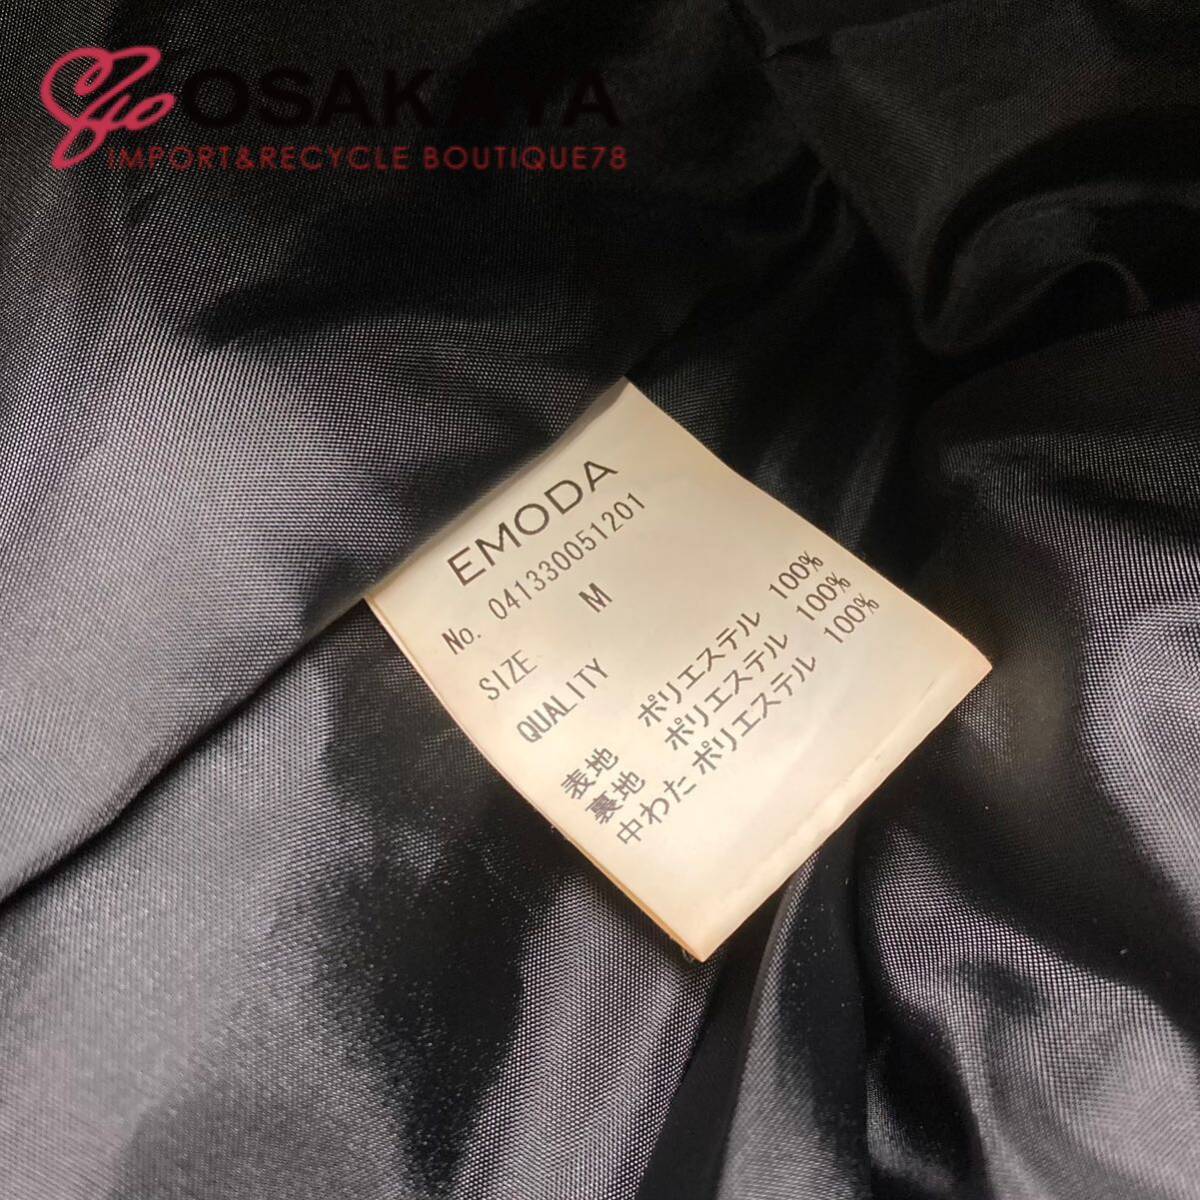 OSAKAYA
IMPORT&RECYCLE BOUTIQUE78
EMODA
No. 041330051201
SIZE M
QUALITY
表地 ポリエステル 100%
裏地 ポリエステル 100%
中わた ポリエステル 100%